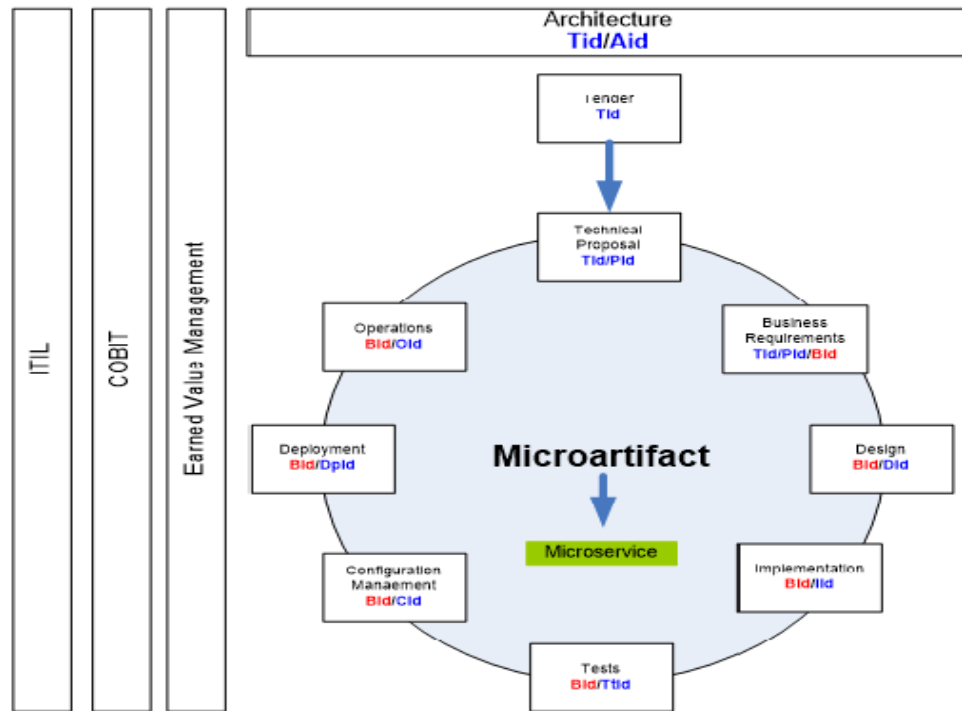 ITIL
COBIT
Earned Value Management
Architecture
Tid/Aid
Tender
Tid
Technical
Proposal
Tid/Pid
Operations
Bid/Oid
Business
Requirements
Tid/Pid/Bid
Deployment
Bid/DpId
Microartifact
Design
Bid/Did
Microservice
Configuration
Manaement
Bid/Cid
Implementation
Bid/IId
Tests
Bid/Ttid